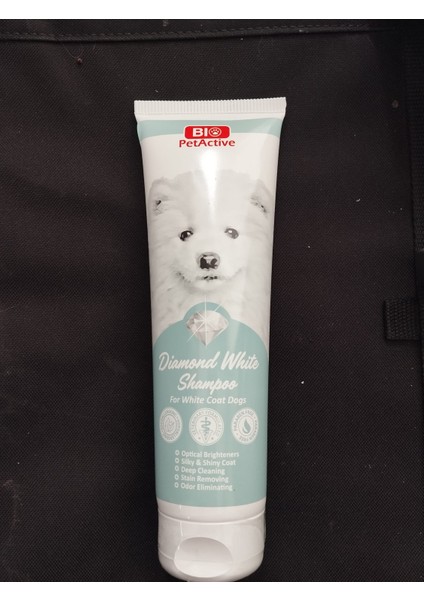 BIO
PetActive
Diamond White
Shampoo
For White Coat Dogs
Optical Brighteners
Silky & Shiny Coat
Deep Cleaning
Stain Removing
Odor Eliminating